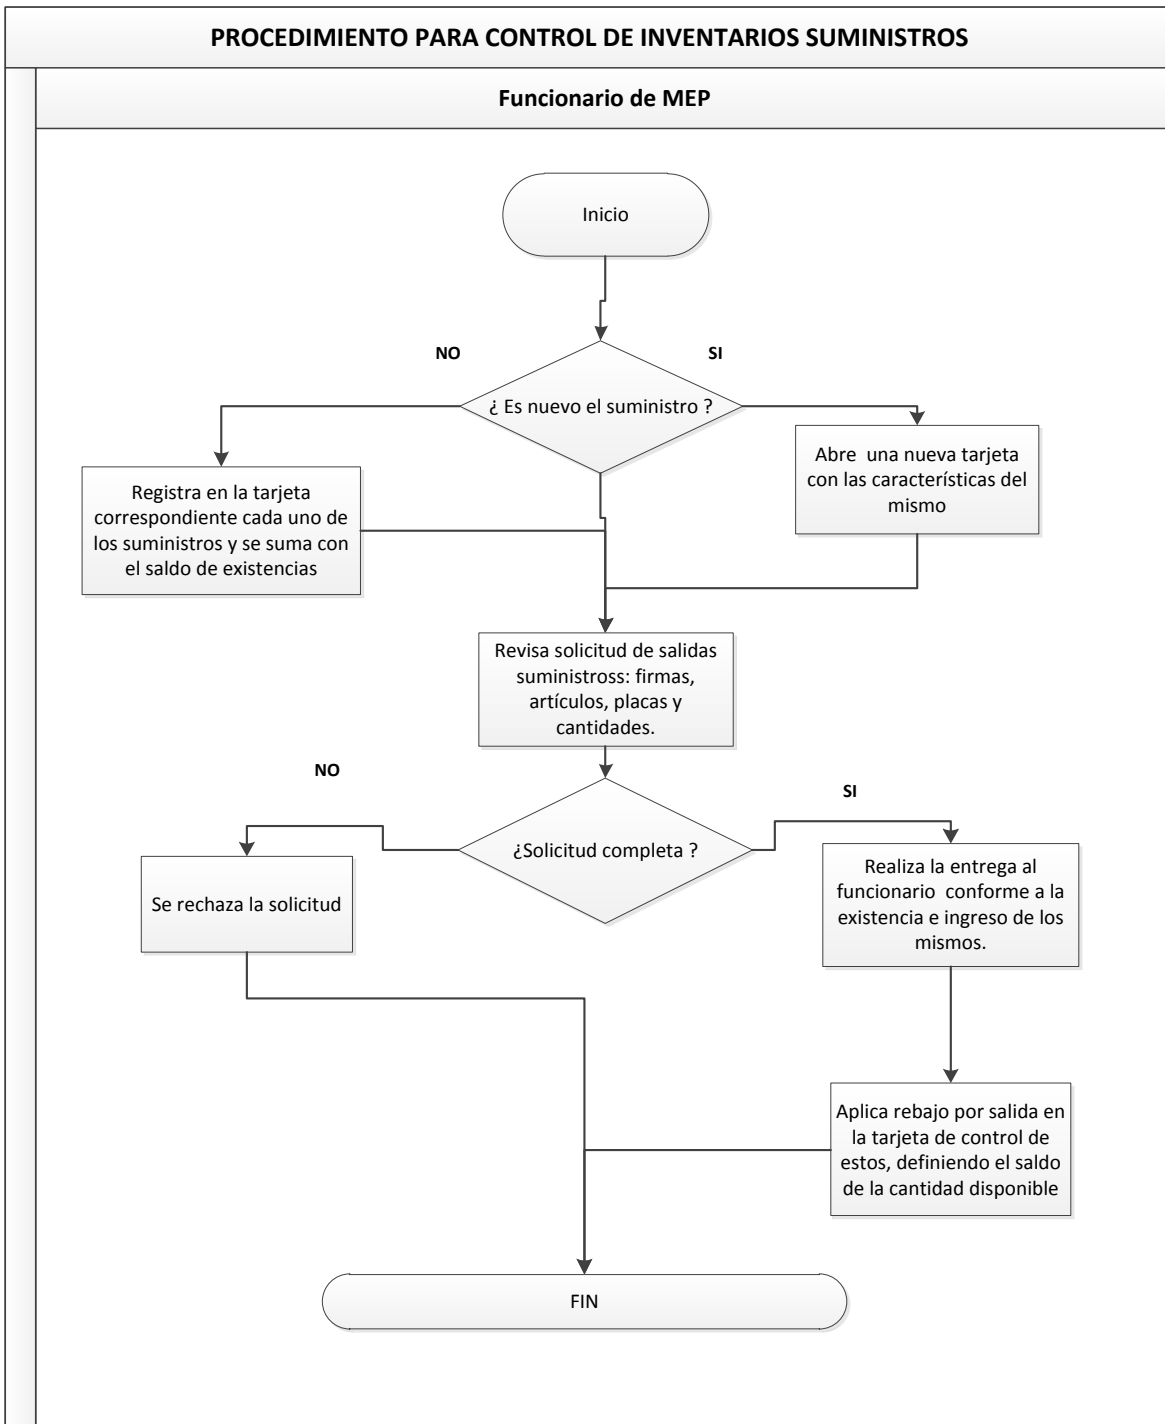 PROCEDIMIENTO PARA CONTROL DE INVENTARIOS SUMINISTROS
Funcionario de MEP
Inicio
NO
SI
¿ Es nuevo el suministro ?
Registra en la tarjeta
correspondiente cada uno de
los suministros y se suma con
el saldo de existencias
Abre una nueva tarjeta
con las características del
mismo
Revisa solicitud de salidas
suministross: firmas,
artículos, placas y
cantidades.
NO
SI
¿Solicitud completa ?
Se rechaza la solicitud
Realiza la entrega al
funcionario conforme a la
existencia e ingreso de los
mismos.
Aplica rebajo por salida en
la tarjeta de control de
estos, definiendo el saldo
de la cantidad disponible
FIN